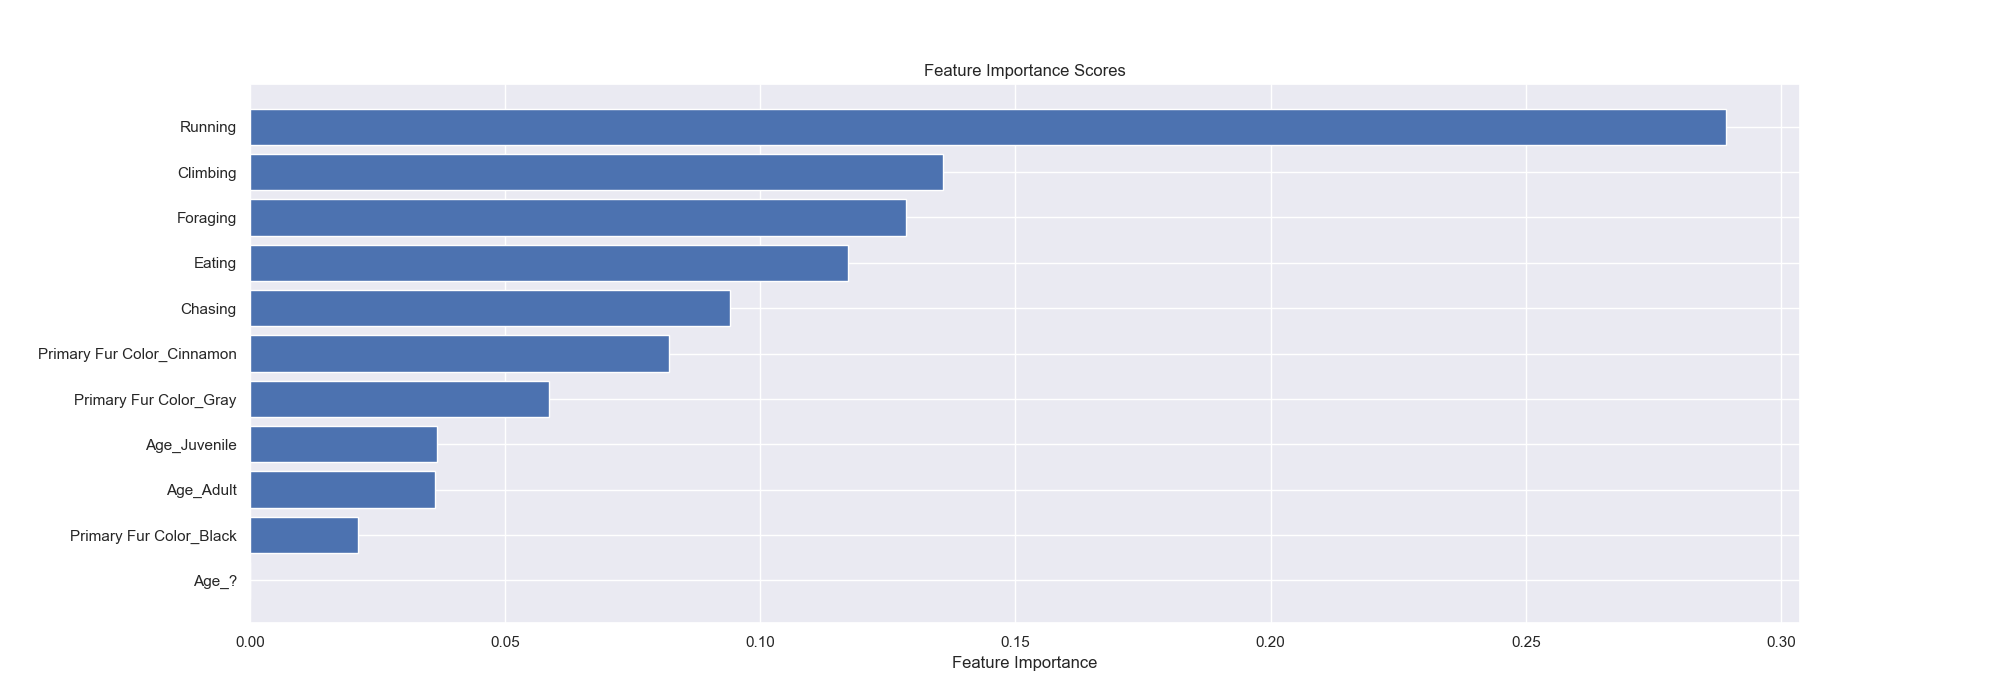 Feature Importance Scores
Running
Climbing
Foraging
Eating
Chasing
Primary Fur Color_Cinnamon
Primary Fur Color_Gray
Age_Juvenile
Age_Adult
Primary Fur Color_Black
Age_?
0.00 0.05 0.10 0.15 0.20 0.25 0.30
Feature Importance